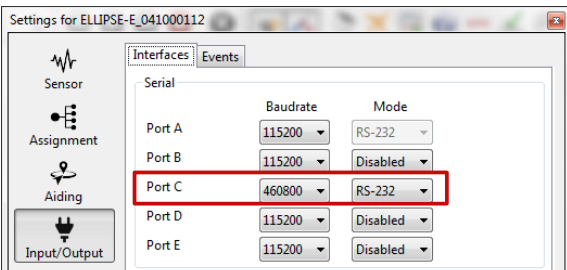 Settings for ELLIPSE-E_041000112
Sensor
Assignment
Aiding
Input/Output
Interfaces Events
Serial
Baudrate Mode
Port A 115200 RS-232
Port B 115200 Disabled
Port C 460800 RS-232
Port D 115200 Disabled
Port E 115200 Disabled